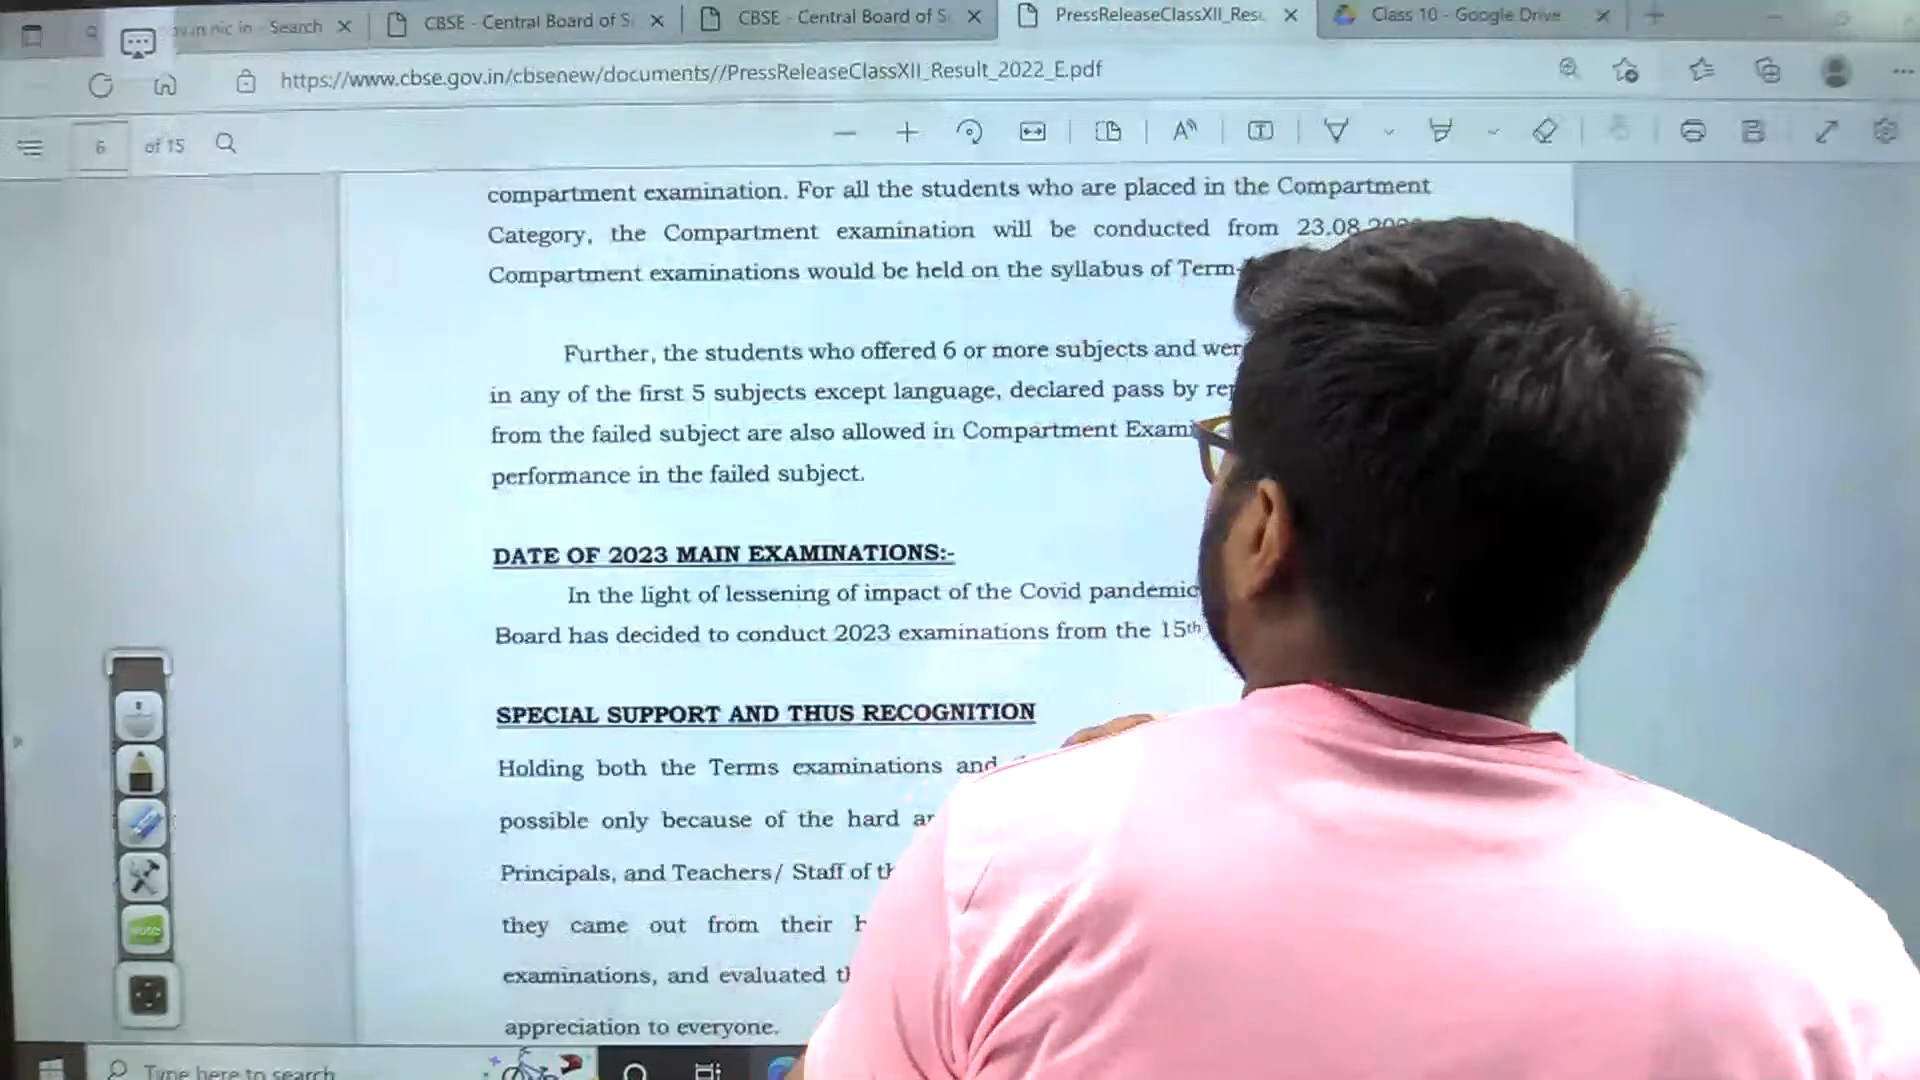 in - Search
CBSE - Central Board of S
CBSE - Central Board of S
PressReleaseClassXII_Resu
Class 10 - Google Drive
https://www.cbse.gov.in/cbsenew/documents//PressReleaseClassXII_Result_2022_E.pdf
6 of 15
compartment examination. For all the students who are placed in the Compartment
Category, the Compartment examination will be conducted from 23.08.
Compartment examinations would be held on the syllabus of Term-
Further, the students who offered 6 or more subjects and
in any of the first 5 subjects except language, declared pass by
from the failed subject are also allowed in Compartment
performance in the failed subject.
DATE OF 2023 MAIN EXAMINATIONS:-
In the light of lessening of impact of the Covid pandemic
Board has decided to conduct 2023 examinations from the 15th
SPECIAL SUPPORT AND THUS RECOGNITION
Holding both the Terms examinations and
possible only because of the hard
Principals, and Teachers/ Staff of
they came out from their
examinations, and evaluated
appreciation to everyone.
Type here to search